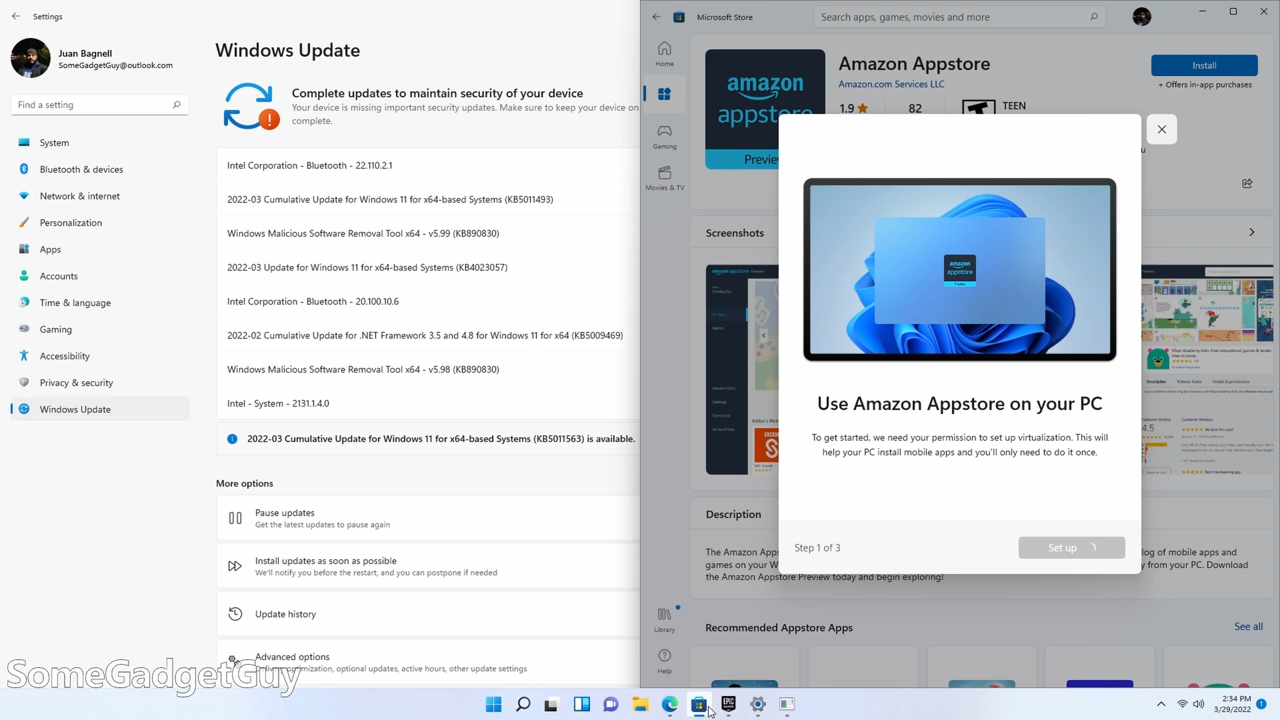 Settings
Juan Bagnell
SomeGadgetGuy@outlook.com
Find a setting
System
Bluetooth & devices
Network & internet
Personalization
Apps
Accounts
Time & language
Gaming
Accessibility
Privacy & security
Windows Update
Windows Update
Complete updates to maintain security of your device
Your device is missing important security updates. Make sure to keep your device on
complete.
Intel Corporation - Bluetooth - 22.110.2.1
2022-03 Cumulative Update for Windows 11 for x64-based Systems (KB5011493)
Windows Malicious Software Removal Tool x64 - v5.99 (KB890830)
2022-03 Update for Windows 11 for x64-based Systems (KB4023057)
Intel Corporation - Bluetooth - 20.100.10.6
2022-02 Cumulative Update for .NET Framework 3.5 and 4.8 for Windows 11 for x64 (KB5009469)
Windows Malicious Software Removal Tool x64 - v5.98 (KB890830)
Intel - System - 2131.1.4.0
2022-03 Cumulative Update for Windows 11 for x64-based Systems (KB5011563) is available.
More options
Pause updates
Get the latest updates to pause again
Install updates as soon as possible
We'll notify you before the restart, and you can postpone if needed
Update history
Advanced options
optimization, optional updates, active hours, other update settings
SomeGadgetGuy
Microsoft Store
Search apps, games, movies and more
Home
Gaming
Movies & TV
Library
Help
amazon
appstore
Preview
Amazon Appstore
Amazon.com Services LLC
1.9
82
TEEN
Install
+ Offers in-app purchases
Screenshots
amazon
appstore
Preview
Use Amazon Appstore on your PC
To get started, we need your permission to set up virtualization. This will
help your PC install mobile apps and you'll only need to do it once.
Step 1 of 3
Set up
Description
The Amazon Apps
log of mobile apps and
games on your W
y from your PC. Download
the Amazon Appstore Preview today and begin exploring!
Recommended Appstore Apps
See all
EPIC
2:34 PM
3/29/2022
1